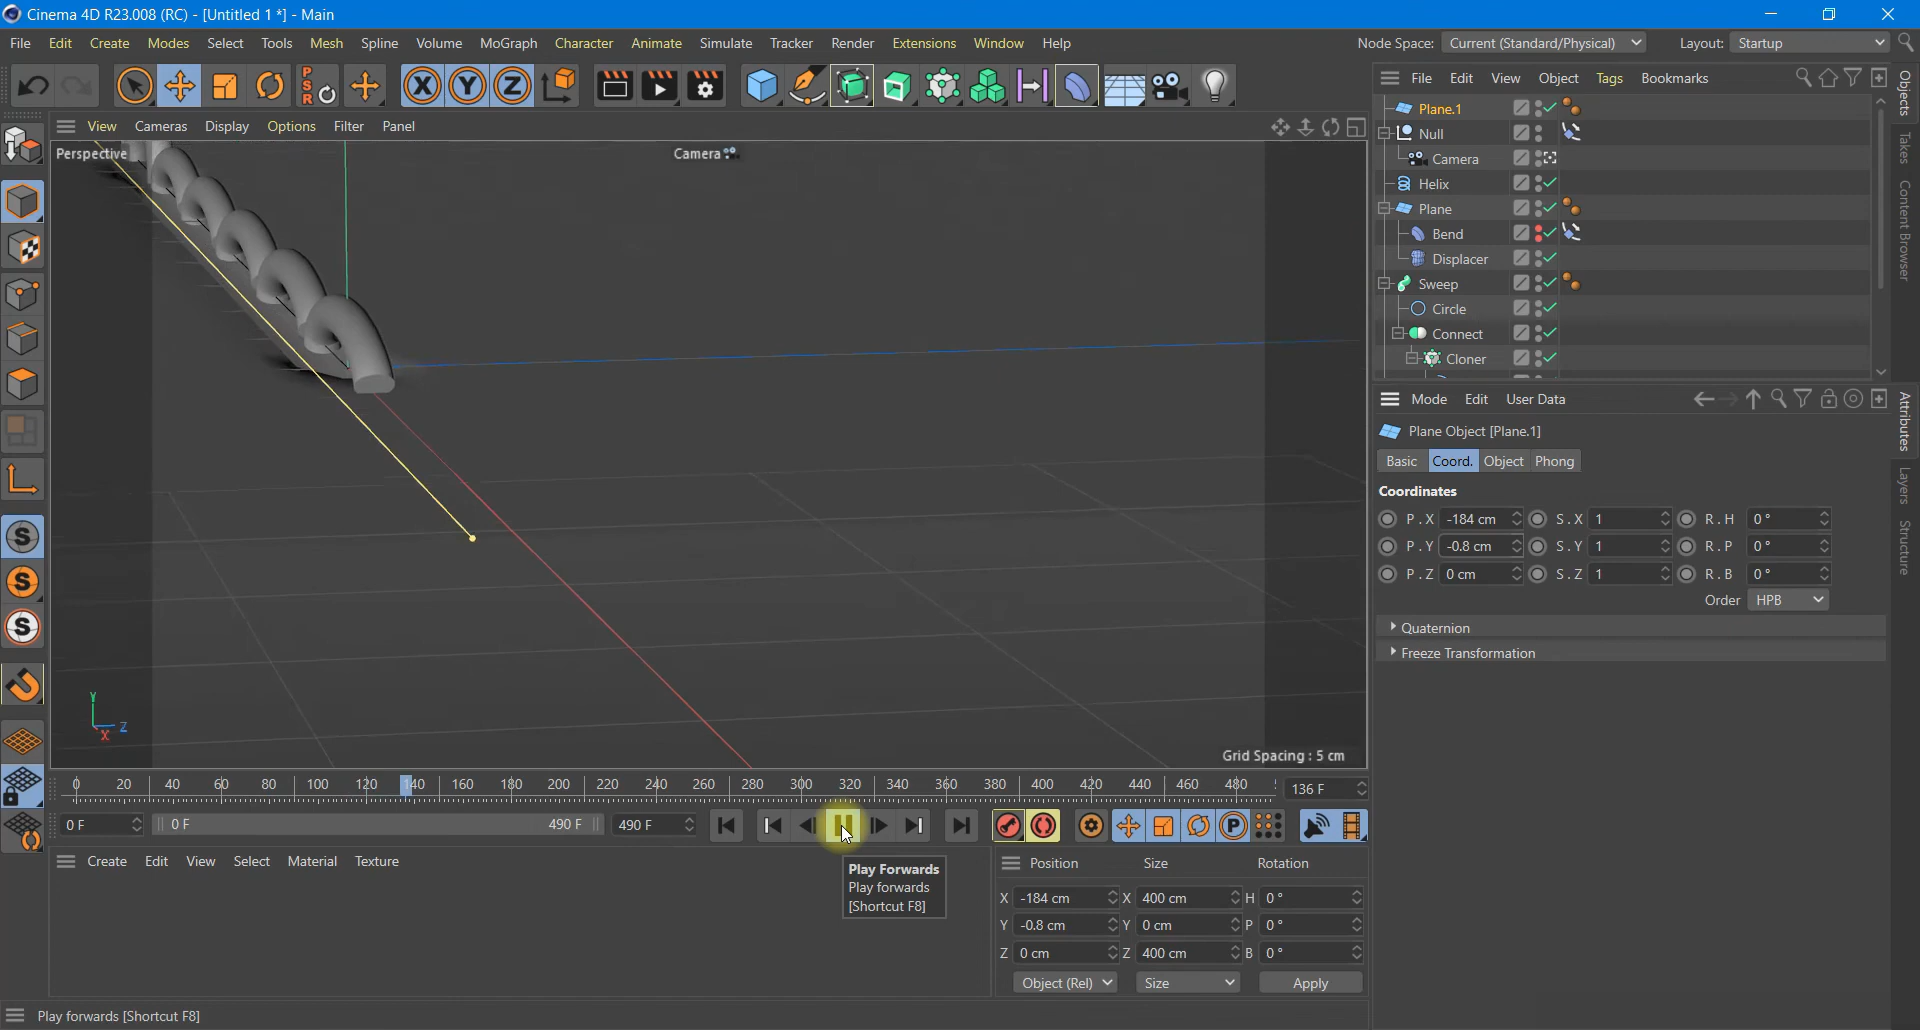 Cinema 4D R23.008 (RC) - [Untitled 1 *] - Main
File Edit Create Modes Select Tools Mesh Spline Volume MoGraph Character Animate Simulate Tracker Render Extensions Window Help
Node Space: Current (Standard/Physical) Layout: Startup
P S R X Y Z
File Edit View Object Tags Bookmarks
View Cameras Display Options Filter Panel
Perspective
Camera
Plane.1
Null
Camera
Helix
Plane
Bend
Displacer
Sweep
Circle
Connect
Cloner
Objects
Takes
Content Browser
Attributes
Layers
Structure
Mode Edit User Data
Plane Object [Plane.1]
Basic Coord. Object Phong
Coordinates
P . X -184 cm S . X 1 R . H 0 °
P . Y -0.8 cm S . Y 1 R . P 0 °
P . Z 0 cm S . Z 1 R . B 0 °
Order HPB
Quaternion
Freeze Transformation
S
S
S
Y
Z
X
Grid Spacing : 5 cm
0 20 40 60 80 100 120 140 160 180 200 220 240 260 280 300 320 340 360 380 400 420 440 460 480 136 F
0 F 0 F 490 F 490 F P
Create Edit View Select Material Texture
Play Forwards
Play forwards
[Shortcut F8]
Position Size Rotation
X -184 cm X 400 cm H 0 °
Y -0.8 cm Y 0 cm P 0 °
Z 0 cm Z 400 cm B 0 °
Object (Rel) Size Apply
Play forwards [Shortcut F8]